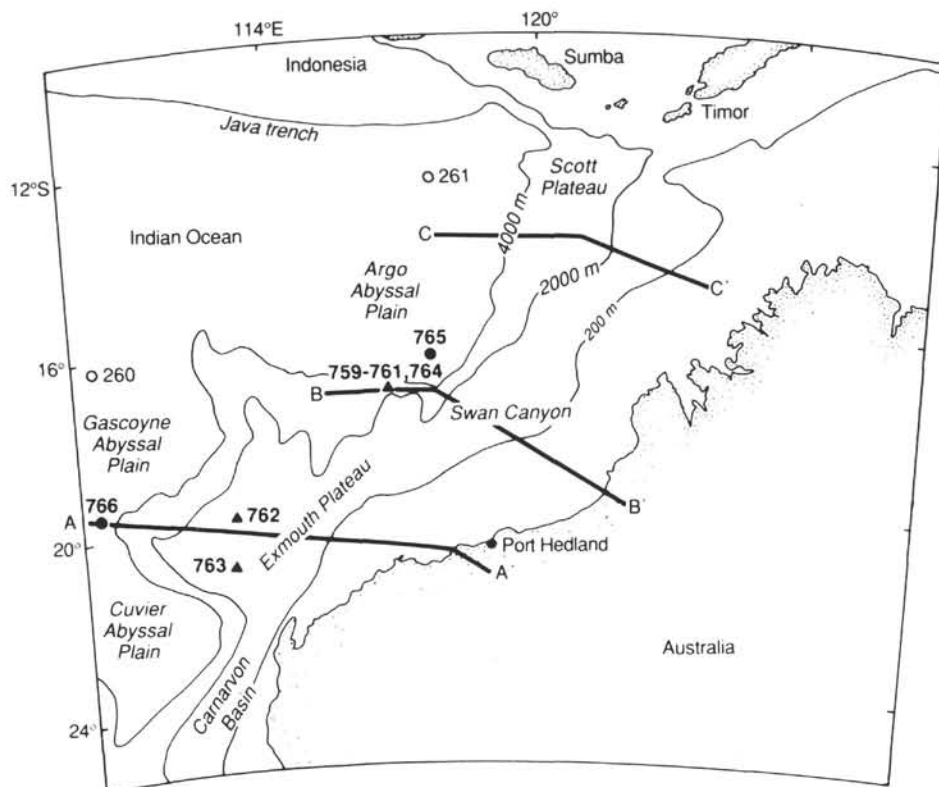 114°E
120°
Indonesia
Sumba
Timor
Java trench
Scott
Plateau
12°S
261
4000 m
Indian Ocean
C
2000 m
C'
Argo
Abyssal
Plain
200 m
765
16°
260
759-761, 764
B
Swan Canyon
Gascoyne
Abyssal
Plain
Exmouth Plateau
766
A
762
B'
20°
763
Port Hedland
A
Cuvier
Abyssal
Plain
Australia
Carnarvon
Basin
24°